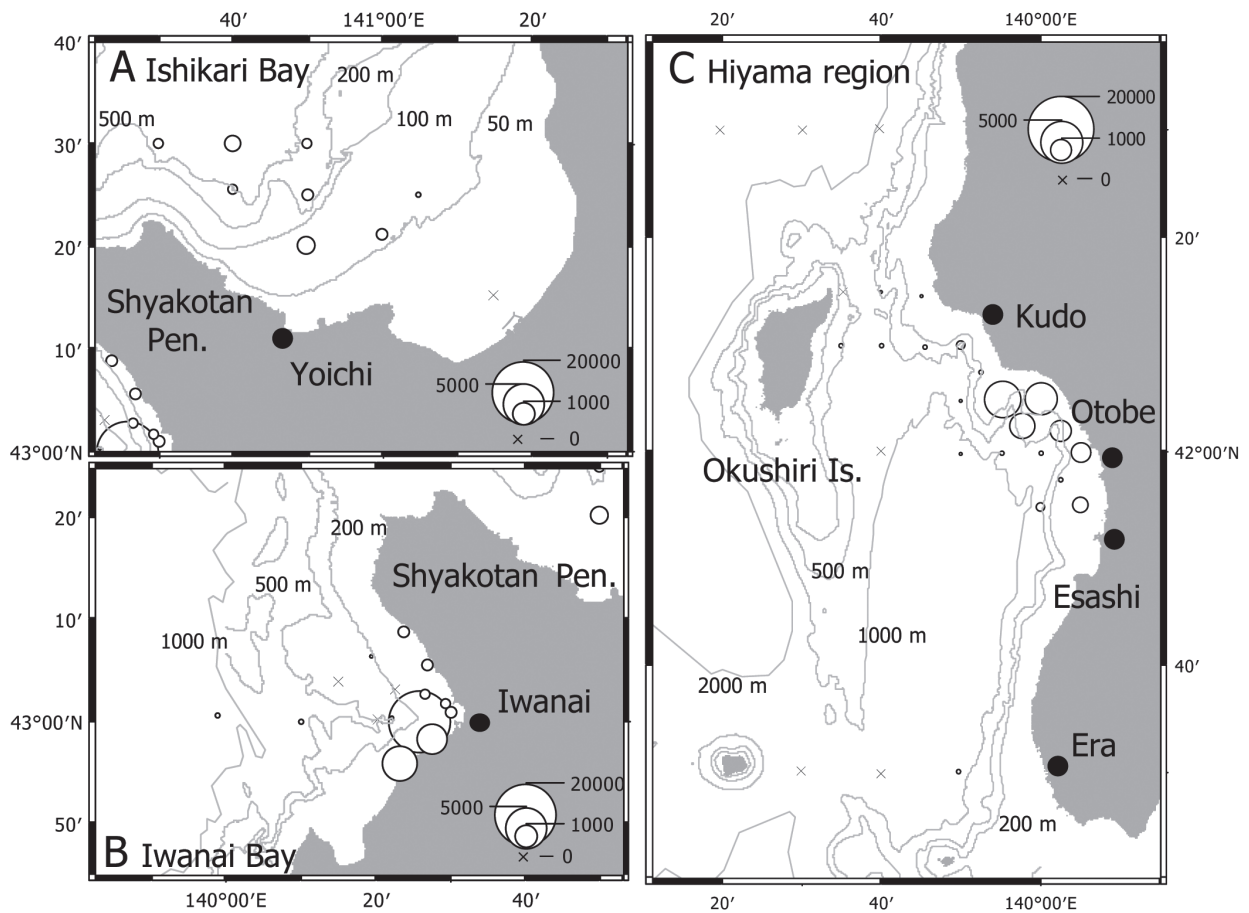 40′ 141°00′E 20′
40′
A Ishikari Bay
200 m
500 m
100 m
50 m
30′
20′
Shyakotan
Pen.
10′
Yoichi
20000
5000
1000
× — 0
43°00′N
20′
200 m
Shyakotan Pen.
500 m
10′
1000 m
Iwanai
43°00′N
20000
5000
1000
× — 0
50′
B Iwanai Bay
140°00′E 20′ 40′
20′ 40′ 140°00′E
C Hiyama region
20000
5000
1000
× — 0
20′
Kudo
Otobe
42°00′N
Okushiri Is.
500 m
Esashi
1000 m
40′
2000 m
Era
200 m
20′ 40′ 140°00′E